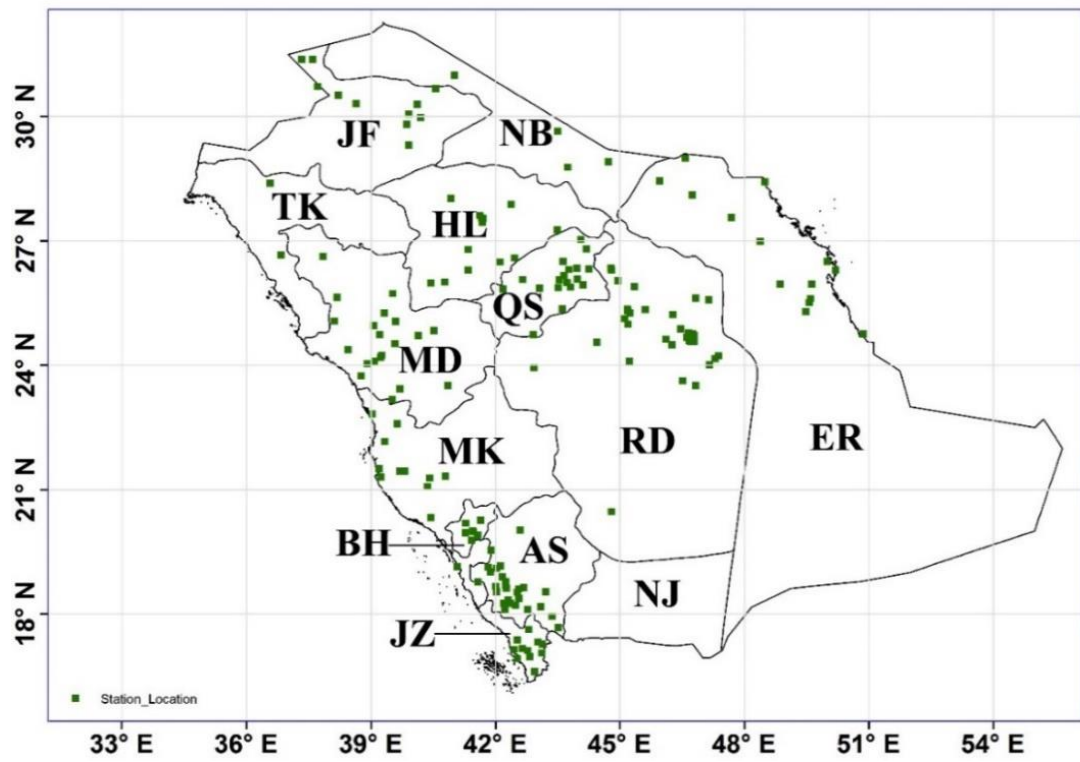 30° N
27° N
24° N
21° N
18° N
JF
NB
TK
HL
QS
MD
MK
RD
ER
BH
AS
NJ
JZ
Station_Location
33° E 36° E 39° E 42° E 45° E 48° E 51° E 54° E